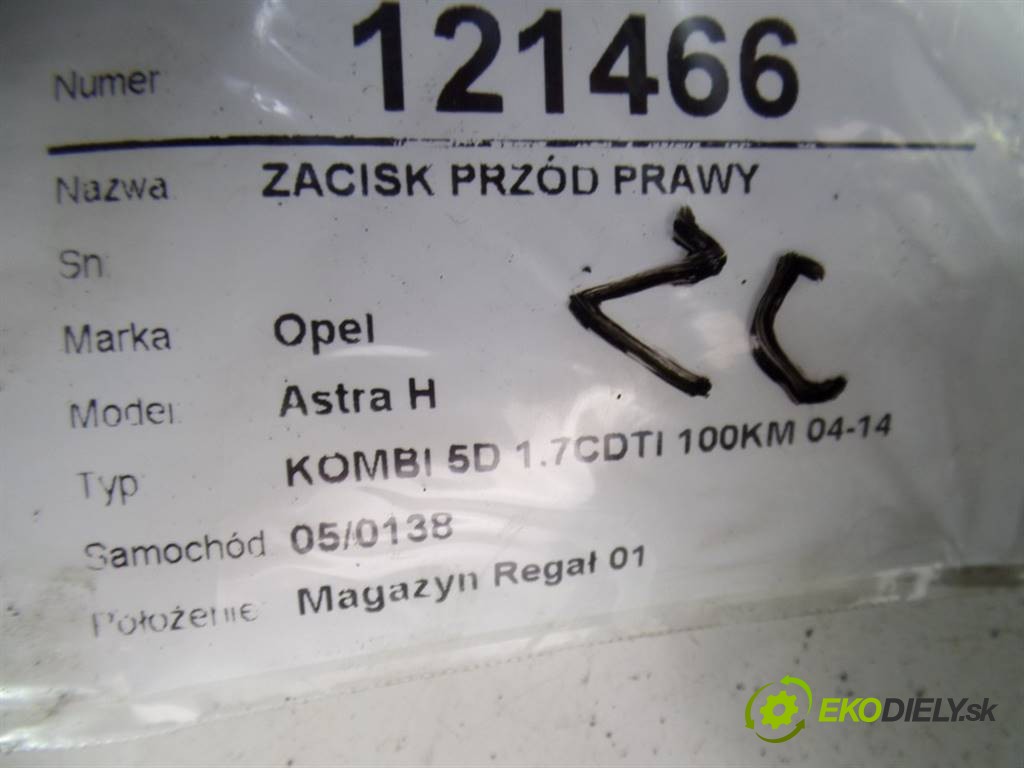 Numer 121466
Nazwa ZACISK PRZÓD PRAWY
Sn:
Marka Opel
Model: Astra H
Typ KOMBI 5D 1.7CDTI 100KM 04-14
Samochód 05/0138
Położenie: Magazyn Regał 01
EKODIELY.sk